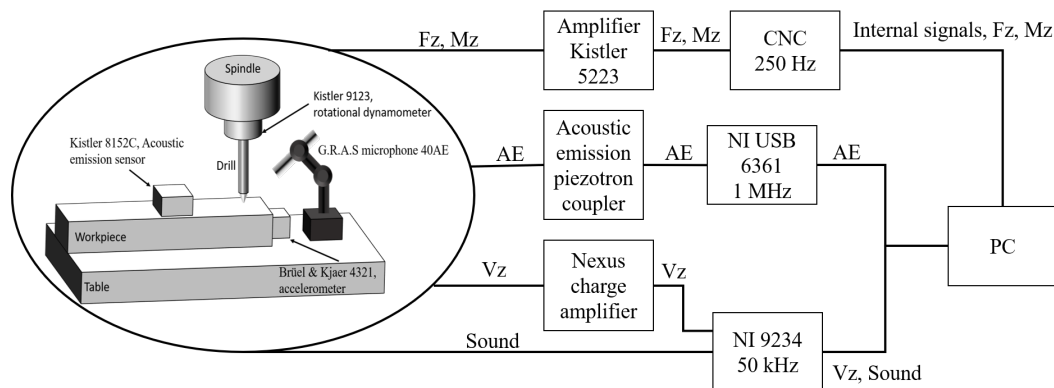 Spindle
Kistler 9123,
rotational dynamometer
Kistler 8152C, Acoustic
emission sensor
Drill
G.R.A.S microphone 40AE
Workpiece
Brüel & Kjaer 4321,
accelerometer
Table
Fz, Mz
Amplifier
Kistler
5223
Fz, Mz
CNC
250 Hz
Internal signals, Fz, Mz
AE
Acoustic
emission
piezotron
coupler
AE
NI USB
6361
1 MHz
AE
PC
Vz
Nexus
charge
amplifier
Vz
Sound
NI 9234
50 kHz
Vz, Sound